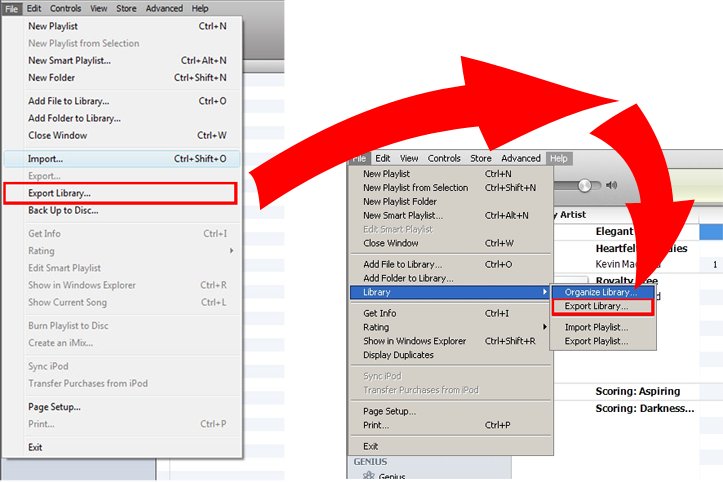 File Edit Controls View Store Advanced Help
New Playlist Ctrl+N
New Playlist from Selection
New Smart Playlist... Ctrl+Alt+N
New Folder Ctrl+Shift+N
Add File to Library... Ctrl+O
Add Folder to Library...
Close Window Ctrl+W
Import... Ctrl+Shift+O
Export...
Export Library...
Back Up to Disc...
Get Info Ctrl+I
Rating
Edit Smart Playlist
Show in Windows Explorer Ctrl+R
Show Current Song Ctrl+L
Burn Playlist to Disc
Create an iMix...
Sync iPod
Transfer Purchases from iPod
Page Setup...
Print... Ctrl+P
Exit
File Edit View Controls Store Advanced Help
New Playlist Ctrl+N
New Playlist from Selection Ctrl+Shift+N
New Playlist Folder
New Smart Playlist... Ctrl+Alt+N
Edit Smart Playlist
Close Window Ctrl+W
Add File to Library... Ctrl+O
Add Folder to Library...
Library
Get Info Ctrl+I
Rating
Show in Windows Explorer Ctrl+Shift+R
Display Duplicates
Sync iPod
Transfer Purchases from iPod
Page Setup...
Print... Ctrl+P
Exit
GENIUS
Genius
Organize Library...
Export Library...
Import Playlist...
Export Playlist...
y Artist
Elegant
Heartfel
Kevin Mac
1
Scoring: Aspiring
Scoring: Darkness...